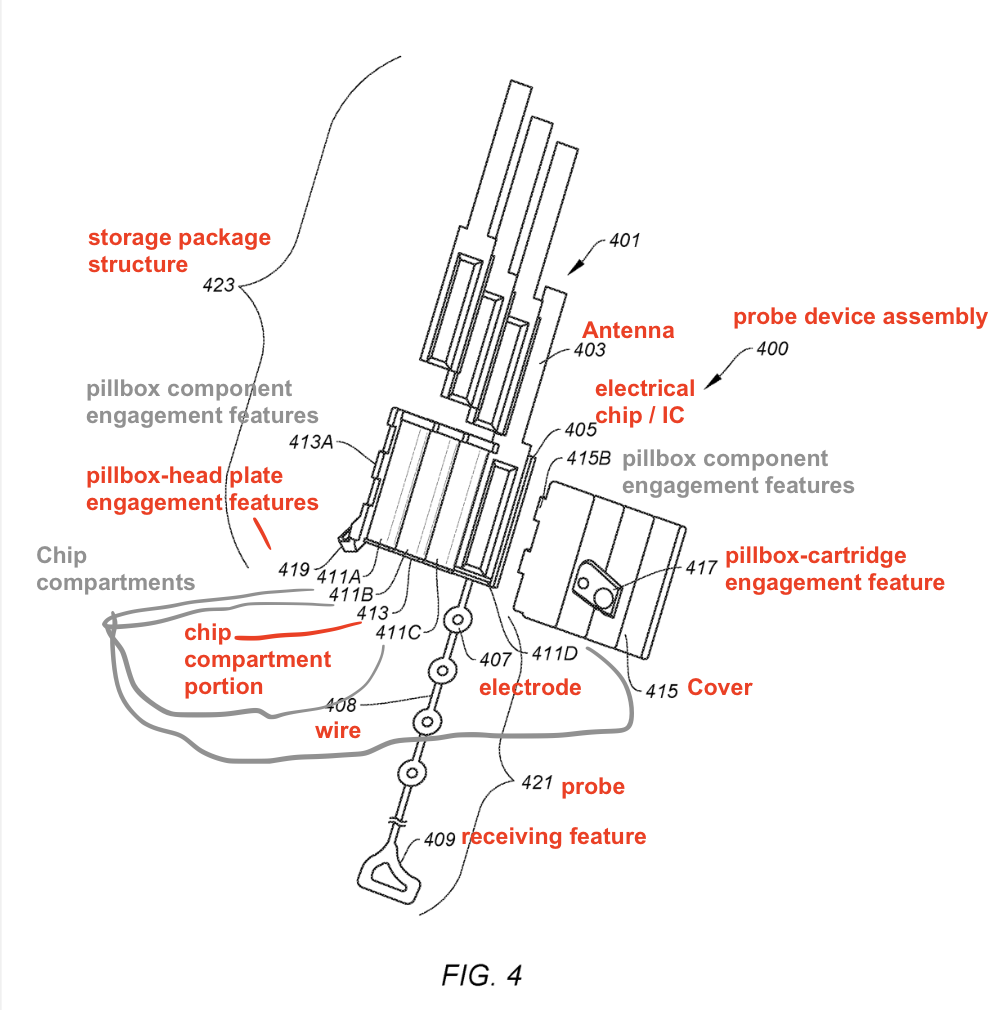 401
storage package
structure
423
Antenna
403
probe device assembly
400
pillbox component
engagement features
electrical
chip / IC
405
413A
415B
pillbox component
engagement features
pillbox-head plate
engagement features
Chip
compartments
419
411A
411B
413
411C
417
pillbox-cartridge
engagement feature
chip
compartment
portion
407
411D
electrode
415
Cover
408
wire
421
probe
409
receiving feature
FIG. 4